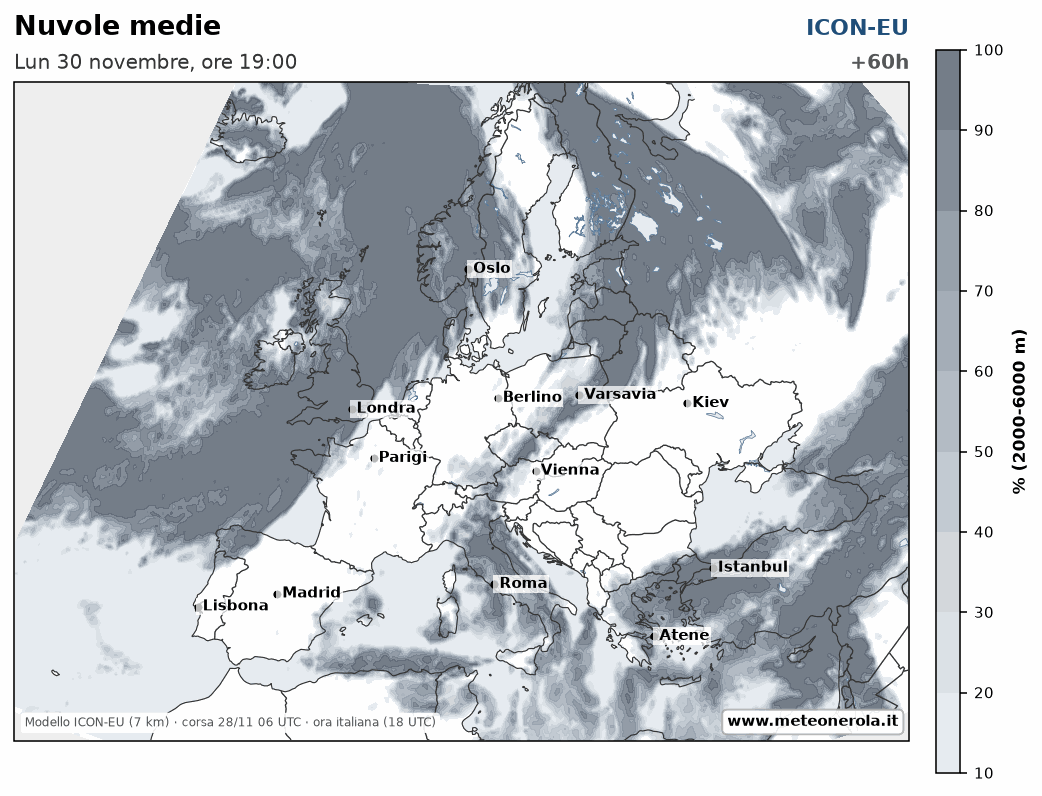 Nuvole medie
ICON-EU
Lun 30 novembre, ore 19:00
+60h
Oslo
Londra
Berlino
Varsavia
Kiev
Parigi
Vienna
Istanbul
Roma
Madrid
Lisbona
Atene
Modello ICON-EU (7 km) · corsa 28/11 06 UTC · ora italiana (18 UTC)
www.meteonerola.it
100
90
80
70
60
50
40
30
20
10
% (2000-6000 m)